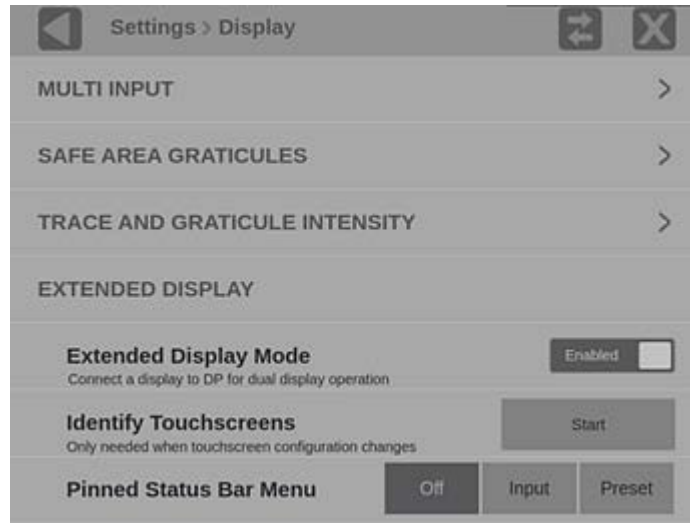 Settings > Display
MULTI INPUT >
SAFE AREA GRATICULES >
TRACE AND GRATICULE INTENSITY >
EXTENDED DISPLAY
Extended Display Mode Enabled
Connect a display to DP for dual display operation
Identify Touchscreens Start
Only needed when touchscreen configuration changes
Pinned Status Bar Menu Off Input Preset